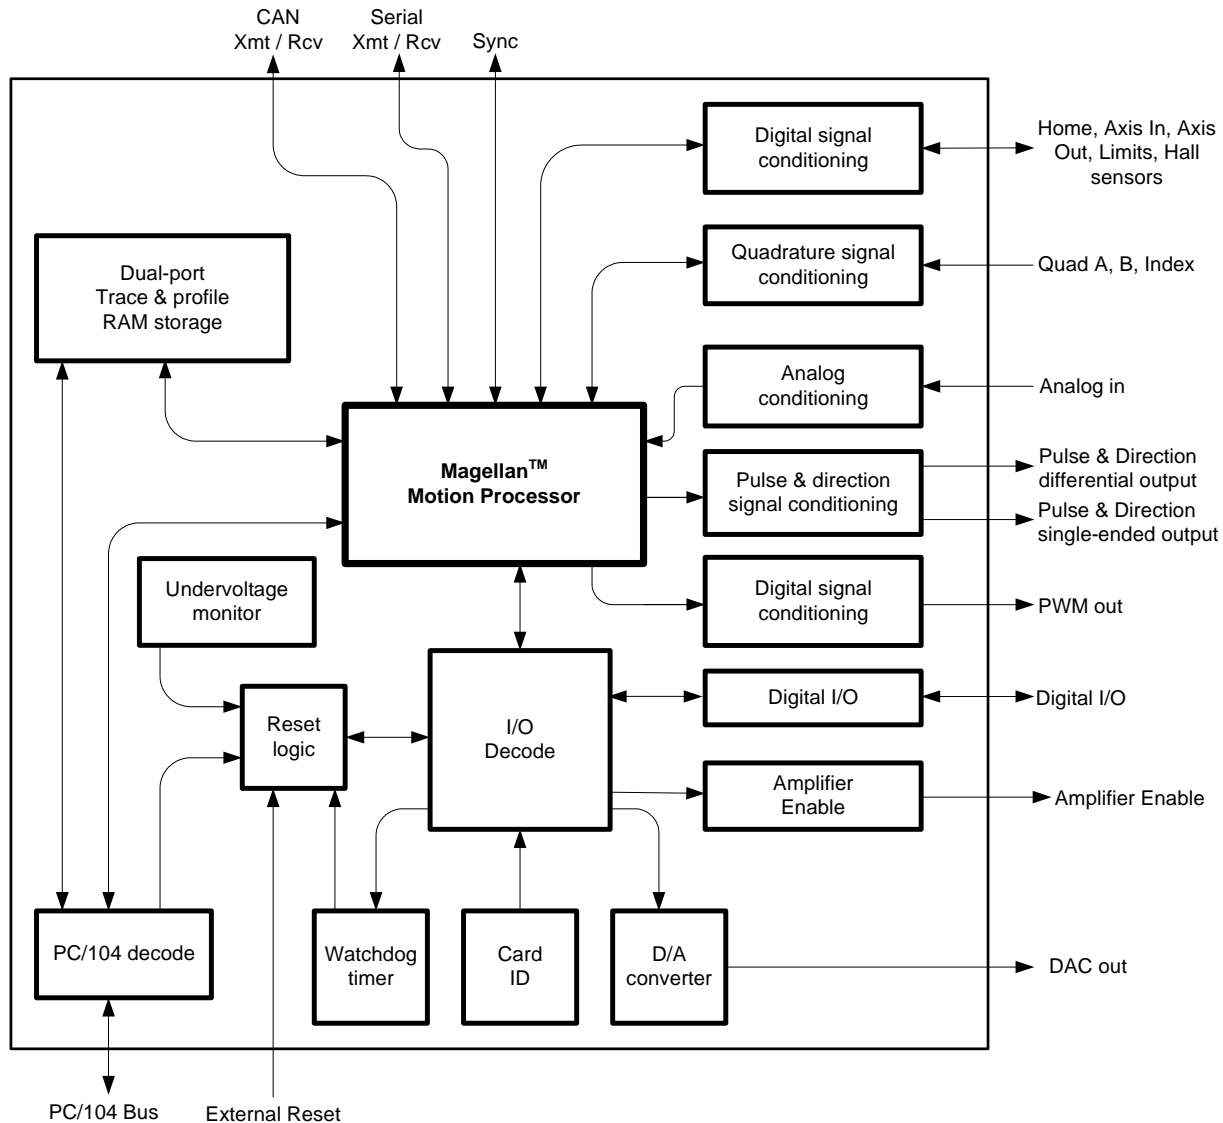 CAN
Xmt / Rcv
Serial
Xmt / Rcv
Sync
Digital signal
conditioning
Home, Axis In, Axis
Out, Limits, Hall
sensors
Dual-port
Trace & profile
RAM storage
Quadrature signal
conditioning
Quad A, B, Index
Analog
conditioning
Analog in
Magellan™
Motion Processor
Pulse & direction
signal conditioning
Pulse & Direction
differential output
Pulse & Direction
single-ended output
Undervoltage
monitor
Digital signal
conditioning
PWM out
Reset
logic
I/O
Decode
Digital I/O
Digital I/O
Amplifier
Enable
Amplifier Enable
PC/104 decode
Watchdog
timer
Card
ID
D/A
converter
DAC out
PC/104 Bus
External Reset